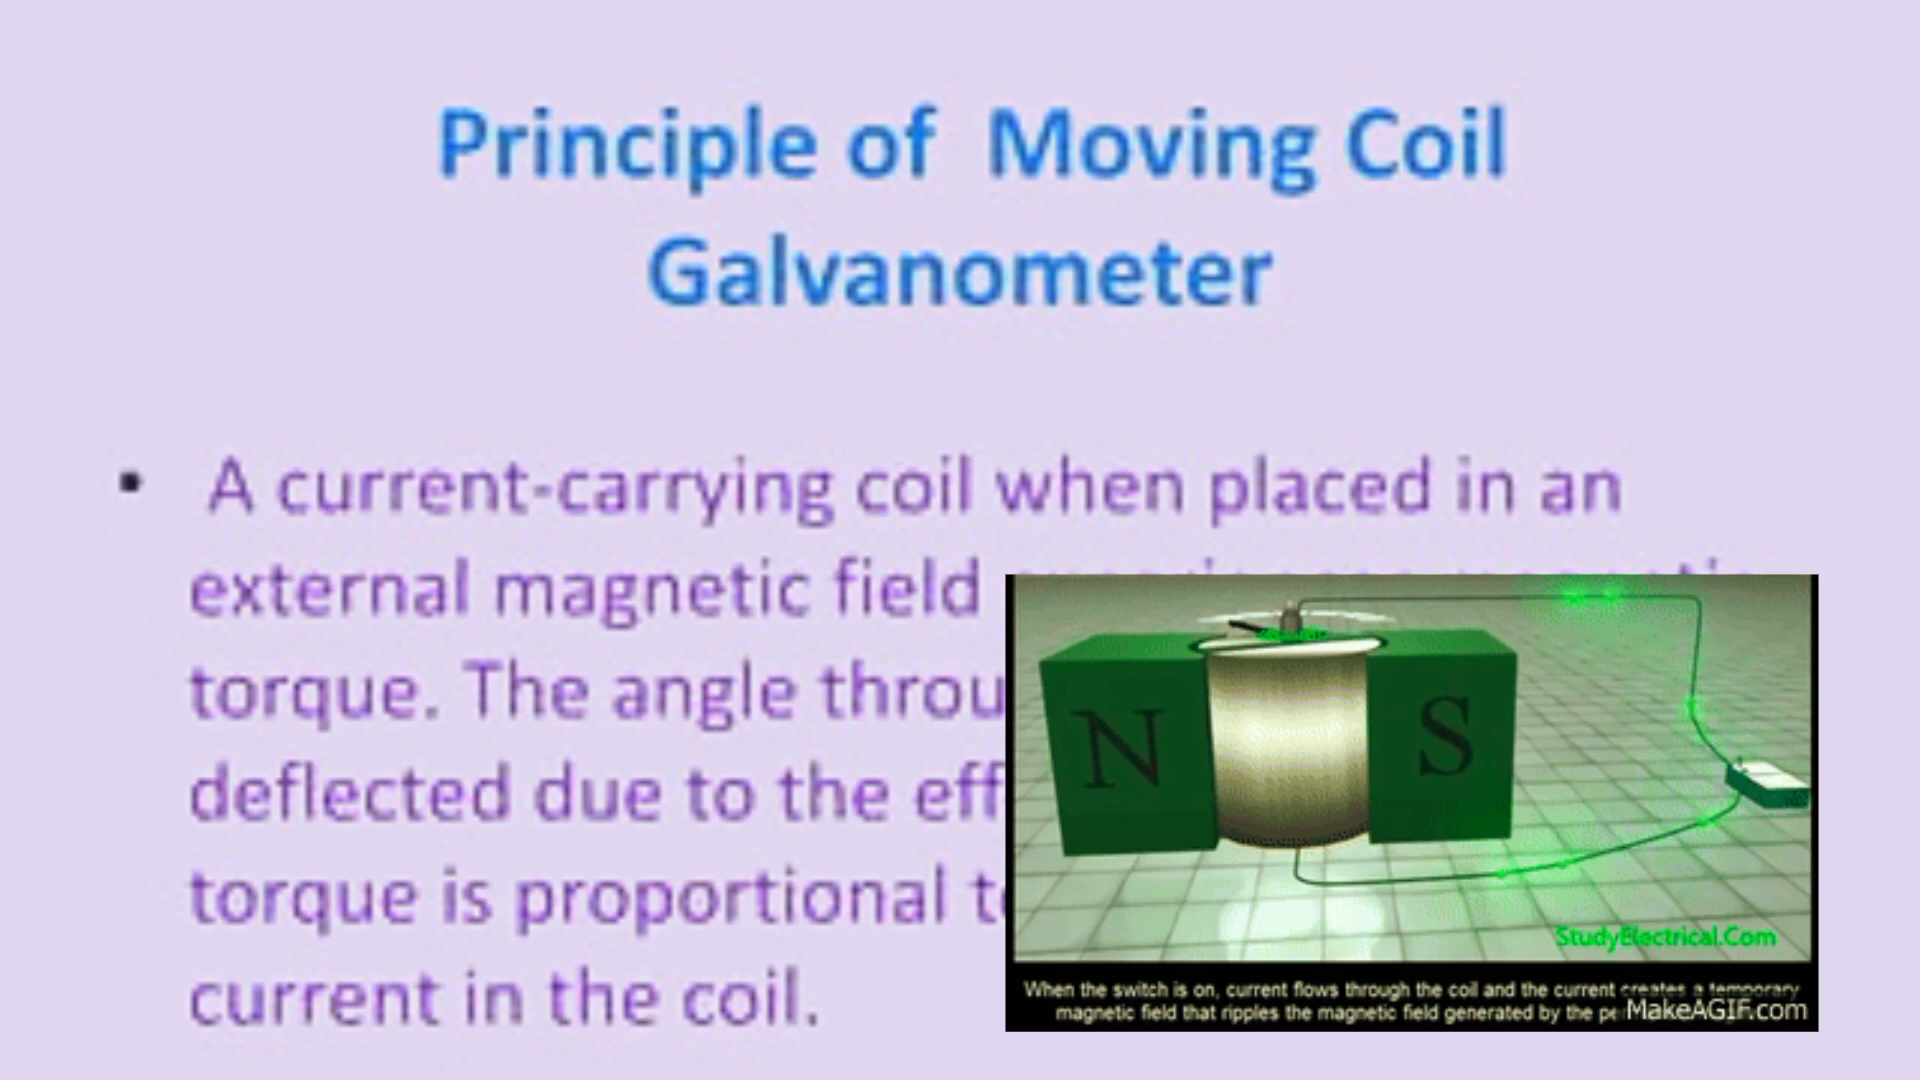 Principle of Moving Coil
Galvanometer
▪ A current-carrying coil when placed in an
external magnetic field
torque. The angle
deflected due to the
torque is proportional
current in the coil.
N
S
StudyElectrical.Com
When the switch is on, current flows through the coil and the current creates a temporary
magnetic field that ripples the magnetic field generated by the
MakeAGIF.com